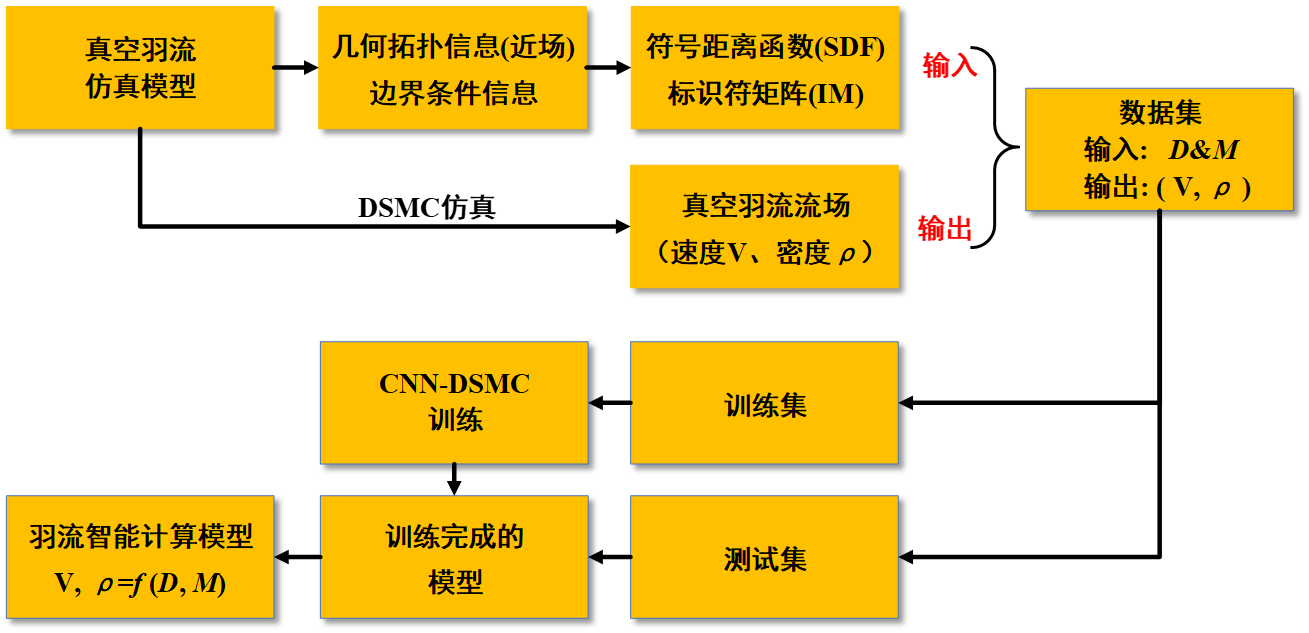 真空羽流
仿真模型
几何拓扑信息(近场)
边界条件信息
符号距离函数(SDF)
标识符矩阵(IM)
输入
数据集
输入: D&M
输出: ( V, ρ )
DSMC仿真
真空羽流流场
（速度V、密度ρ）
输出
CNN-DSMC
训练
训练集
羽流智能计算模型
V, ρ=f (D, M)
训练完成的
模型
测试集